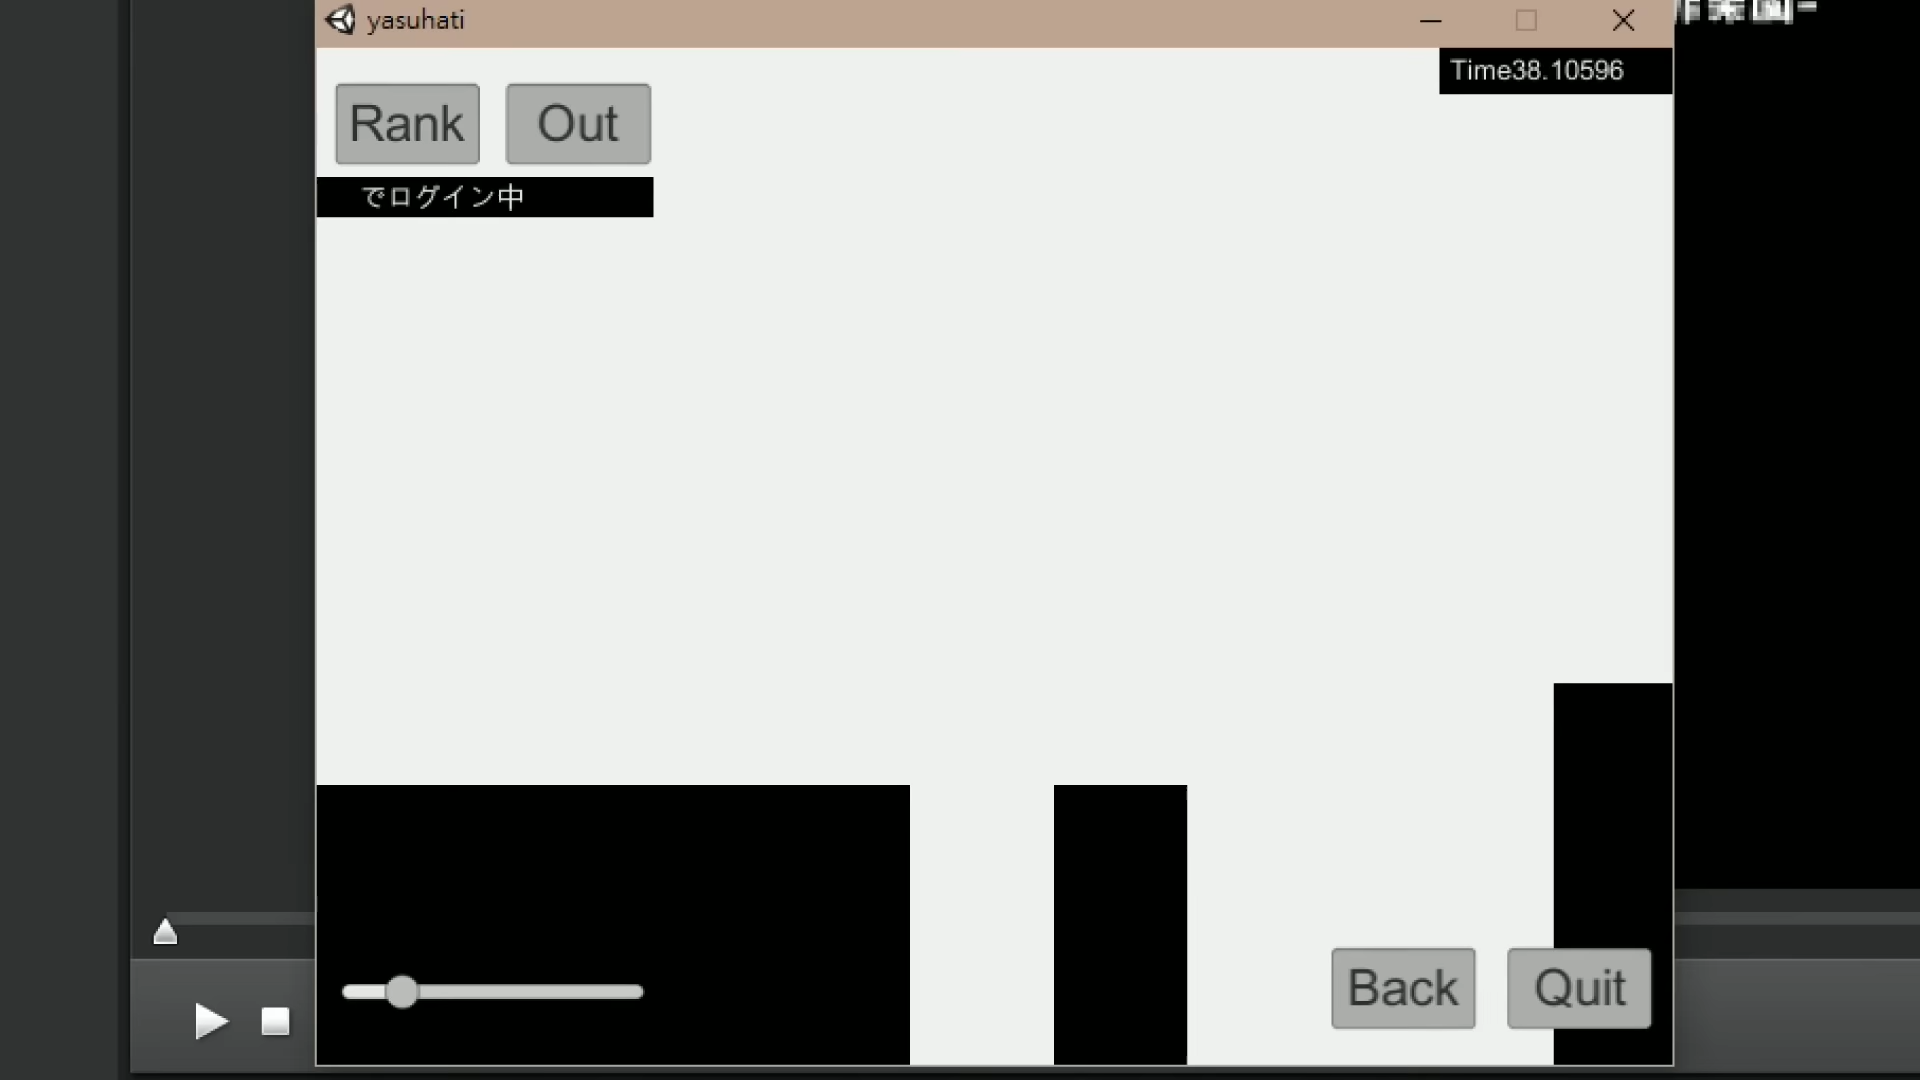 yasuhati
Time38.10596
Rank
Out
でログイン中
Back
Quit